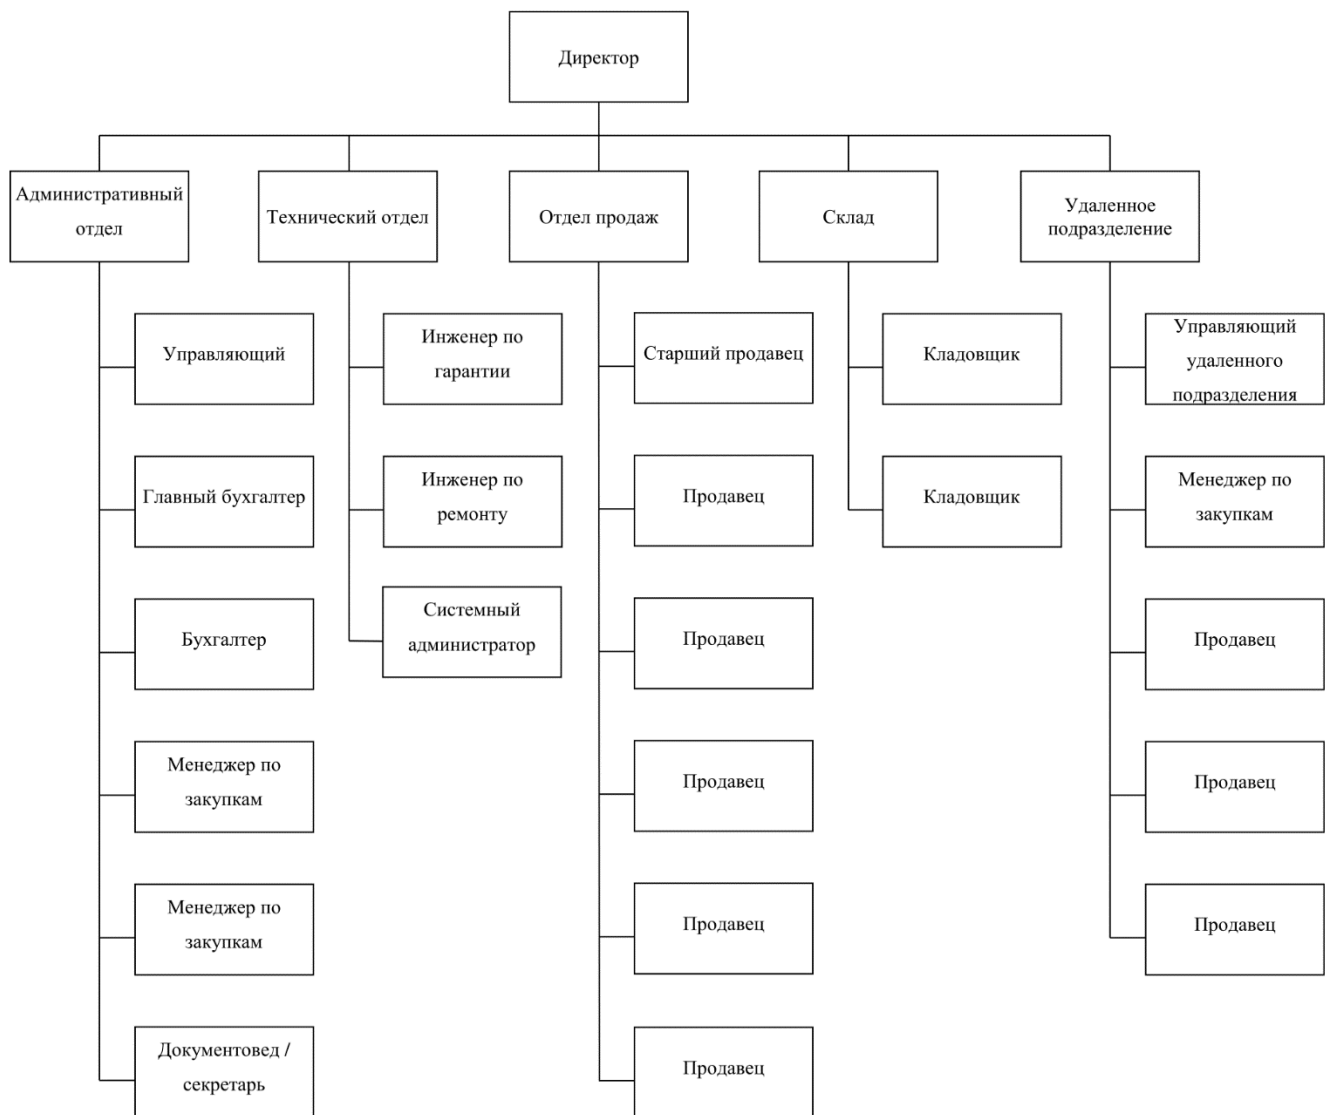 Директор
Административный
отдел
Технический отдел
Отдел продаж
Склад
Удаленное
подразделение
Управляющий
Главный бухгалтер
Бухгалтер
Менеджер по
закупкам
Менеджер по
закупкам
Документовед /
секретарь
Инженер по
гарантии
Инженер по
ремонту
Системный
администратор
Старший продавец
Продавец
Продавец
Продавец
Продавец
Продавец
Кладовщик
Кладовщик
Управляющий
удаленного
подразделения
Менеджер по
закупкам
Продавец
Продавец
Продавец